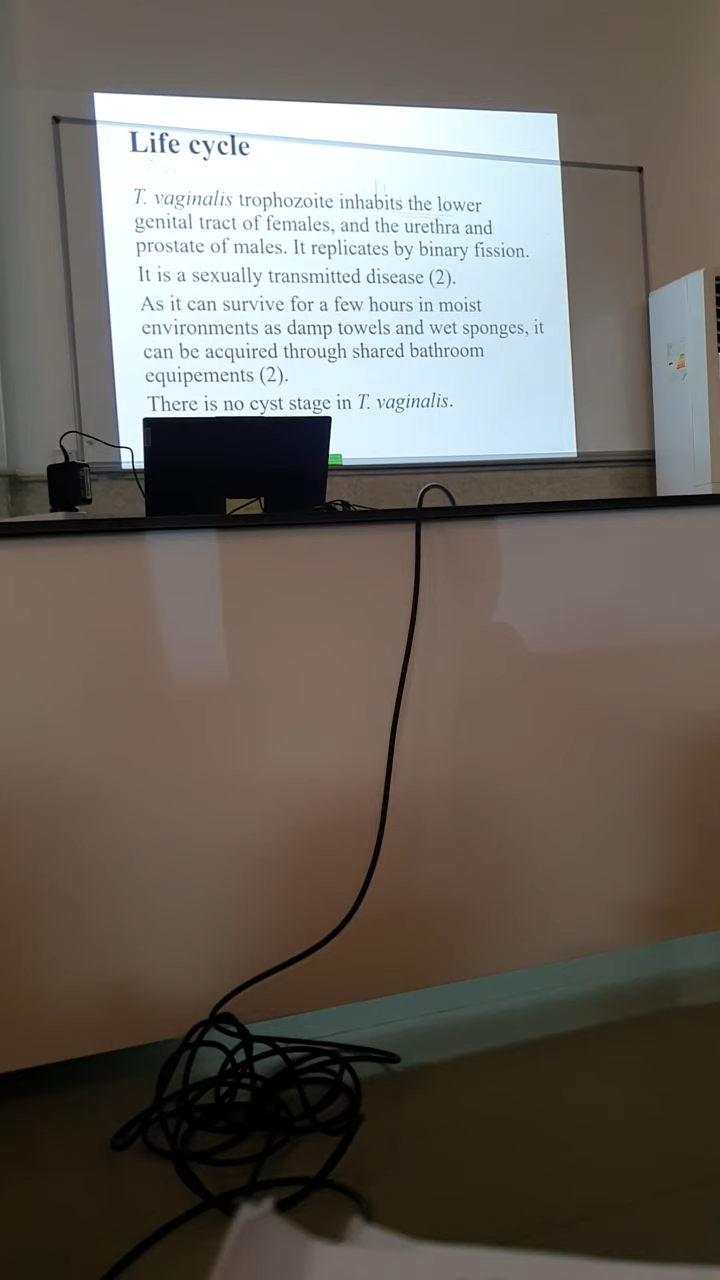 Life cycle
T. vaginalis trophozoite inhabits the lower
genital tract of females, and the urethra and
prostate of males. It replicates by binary fission.
It is a sexually transmitted disease (2).
As it can survive for a few hours in moist
environments as damp towels and wet sponges, it
can be acquired through shared bathroom
equipements (2).
There is no cyst stage in T. vaginalis.